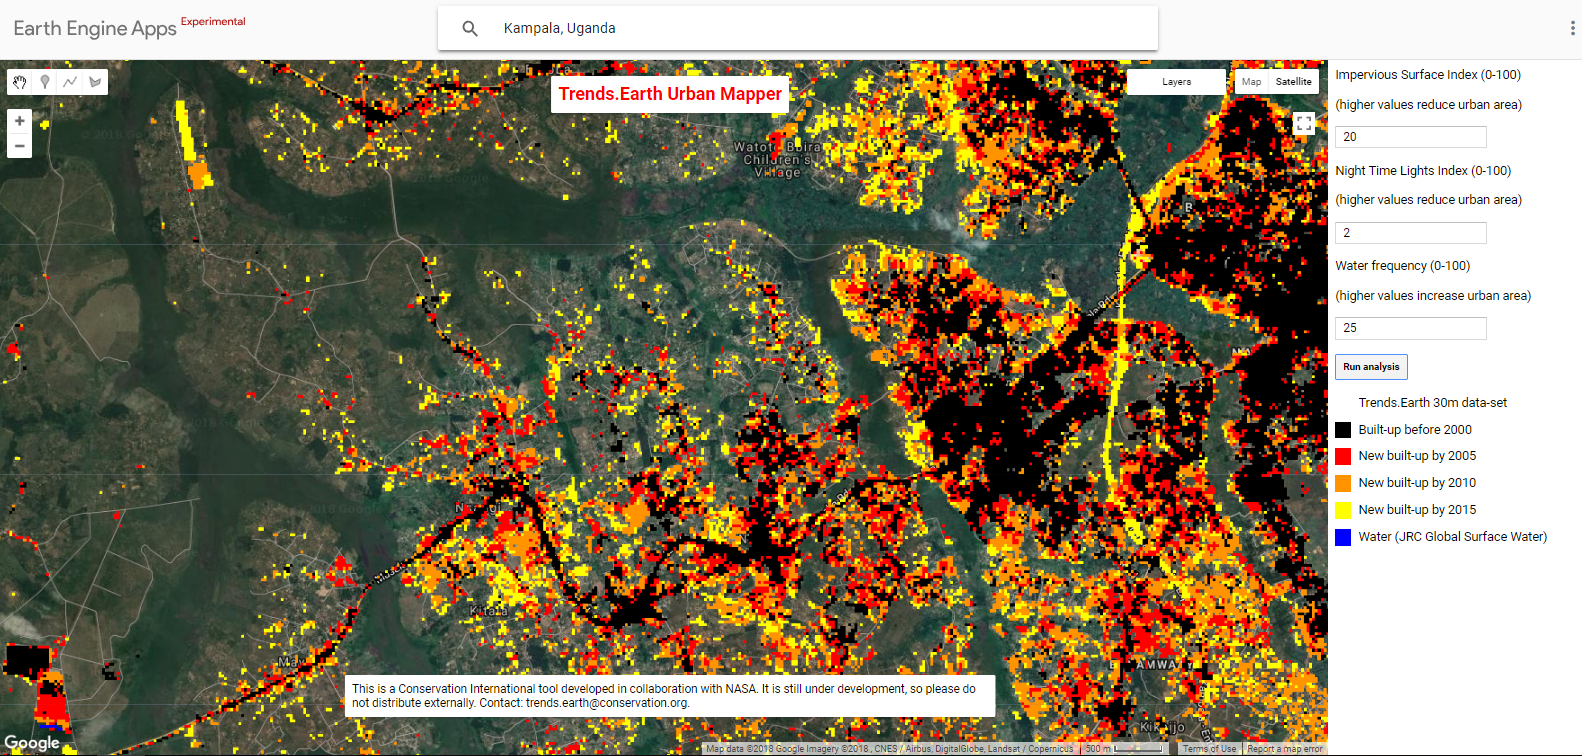 Earth Engine Apps Experimental
Kampala, Uganda
Trends.Earth Urban Mapper
Layers
Map Satellite
Impervious Surface Index (0-100)
(higher values reduce urban area)
20
Night Time Lights Index (0-100)
(higher values reduce urban area)
2
Water frequency (0-100)
(higher values increase urban area)
25
Run analysis
Trends.Earth 30m data-set
Built-up before 2000
New built-up by 2005
New built-up by 2010
New built-up by 2015
Water (JRC Global Surface Water)
+
−
Children's
Village
B
This is a Conservation International tool developed in collaboration with NASA. It is still under development, so please do
not distribute externally. Contact: trends.earth@conservation.org.
Google
Map data ©2018 Google Imagery ©2018 , CNES / Airbus, DigitalGlobe, Landsat / Copernicus
500 m
Terms of Use
Report a map error